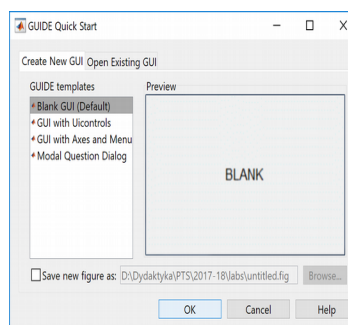 GUIDE Quick Start
Create New GUI Open Existing GUI
GUIDE templates
Preview
Blank GUI (Default)
GUI with Uicontrols
GUI with Axes and Menu
Modal Question Dialog
BLANK
Save new figure as: D:\Dydaktyka\PTS\2017-18\labs\untitled.fig Browse...
OK Cancel Help